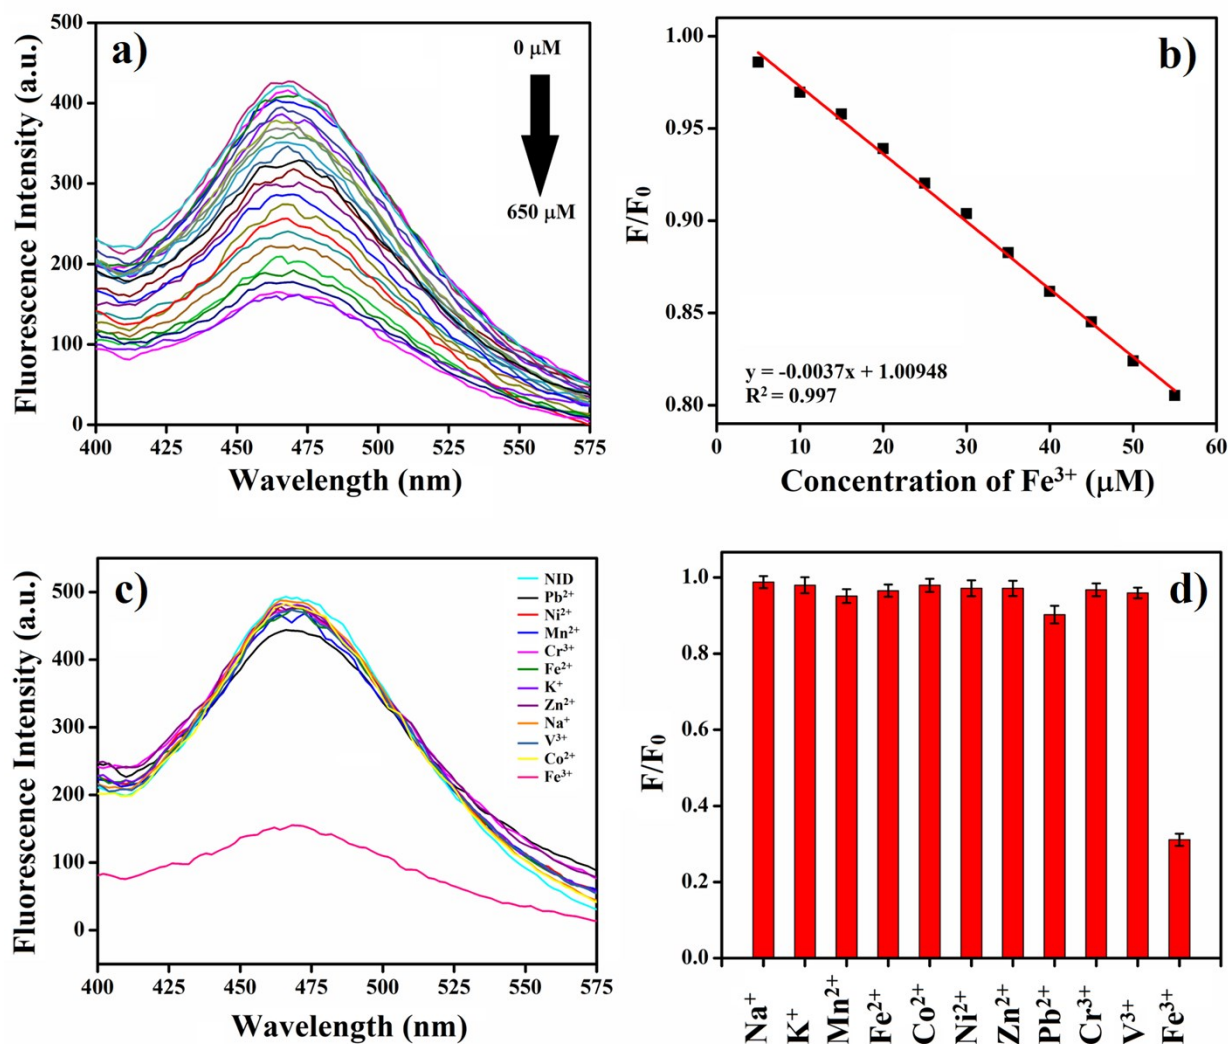 a)
0 μM
650 μM
Fluorescence Intensity (a.u.)
500
400
300
200
100
0
400 425 450 475 500 525 550 575
Wavelength (nm)
b)
F/F₀
1.00
0.95
0.90
0.85
0.80
y = -0.0037x + 1.00948
R² = 0.997
0 10 20 30 40 50 60
Concentration of Fe³⁺ (μM)
c)
Fluorescence Intensity (a.u.)
500
400
300
200
100
0
NID
Pb²⁺
Ni²⁺
Mn²⁺
Cr³⁺
Fe²⁺
K⁺
Zn²⁺
Na⁺
V³⁺
Co²⁺
Fe³⁺
400 425 450 475 500 525 550 575
Wavelength (nm)
d)
F/F₀
1.0
0.8
0.6
0.4
0.2
0.0
Na⁺ K⁺ Mn²⁺ Fe²⁺ Co²⁺ Ni²⁺ Zn²⁺ Pb²⁺ Cr³⁺ V³⁺ Fe³⁺